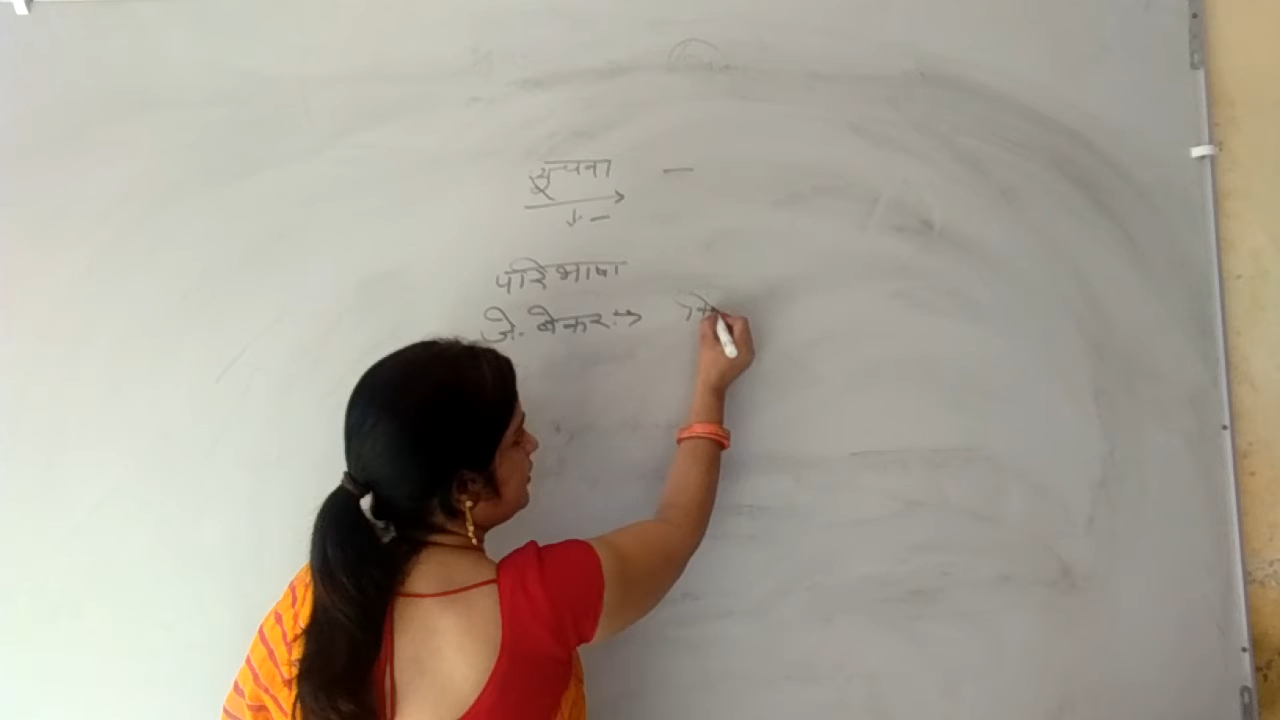 सूचना -
परिभाषा
जे. बेकर →